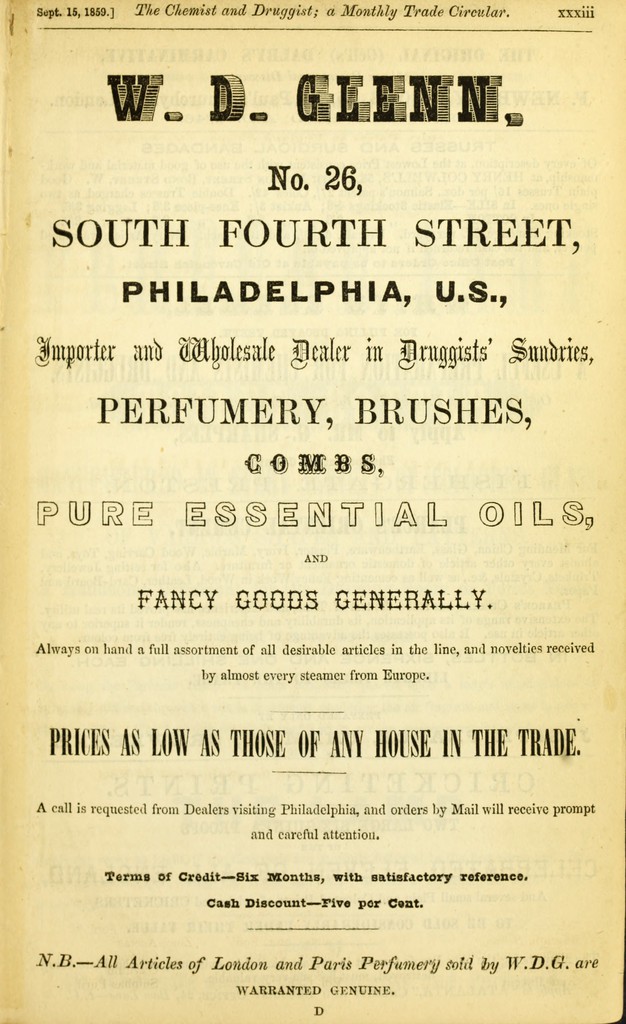 Sept. 15, 1859.] The Chemist and Druggist; a Monthly Trade Circular. xxxiii
W. D. GLENN,
No. 26,
SOUTH FOURTH STREET,
PHILADELPHIA, U.S.,
Importer and Wholesale Dealer in Druggists' Sundries,
PERFUMERY, BRUSHES,
COMBS,
PURE ESSENTIAL OILS,
AND
FANCY GOODS GENERALLY.
Always on hand a full assortment of all desirable articles in the line, and novelties received
by almost every steamer from Europe.
PRICES AS LOW AS THOSE OF ANY HOUSE IN THE TRADE.
A call is requested from Dealers visiting Philadelphia, and orders by Mail will receive prompt
and careful attention.
Terms of Credit—Six Months, with satisfactory reference.
Cash Discount—Five per Cent.
N.B.—All Articles of London and Paris Perfumery sold by W.D.G. are
WARRANTED GENUINE.
D